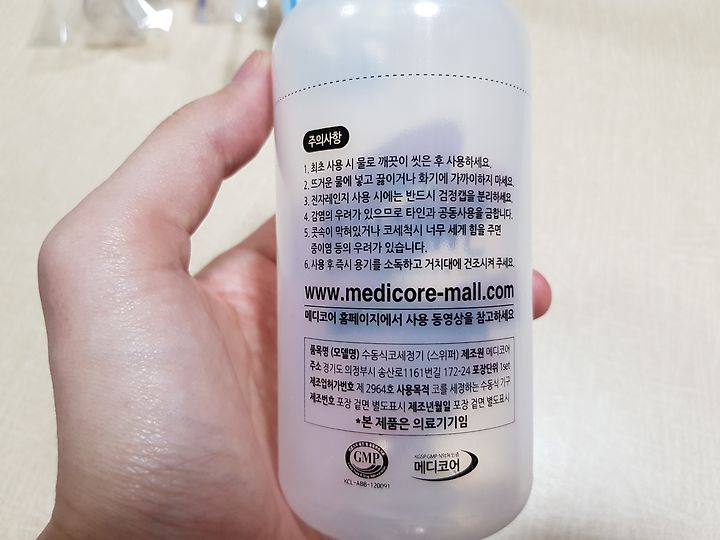 주의사항
1. 최초 사용 시 물로 깨끗이 씻은 후 사용하세요.
2. 뜨거운 물에 넣고 끓이거나 화기에 가까이하지 마세요.
3. 전자레인지 사용 시에는 반드시 검정캡을 분리하세요.
4. 감염의 우려가 있으므로 타인과 공동사용을 금합니다.
5. 콧속이 막혀있거나 코세척시 너무 세게 힘을 주면
중이염 등의 우려가 있습니다.
6. 사용 후 즉시 용기를 소독하고 거치대에 건조시켜 주세요.
www.medicore-mall.com
메디코어 홈페이지에서 사용 동영상을 참고하세요
품목명 (모델명) 수동식코세정기 (스위퍼) 제조원 메디코어
주소 경기도 의정부시 송산로1161번길 172-24 포장단위 1set
제조업허가번호 제 2964호 사용목적 코를 세정하는 수동식 기구
제조번호 포장 겉면 별도표시 제조년월일 포장 겉면 별도표시
*본 제품은 의료기기임
GMP
KCL-ABB-120091
메디코어